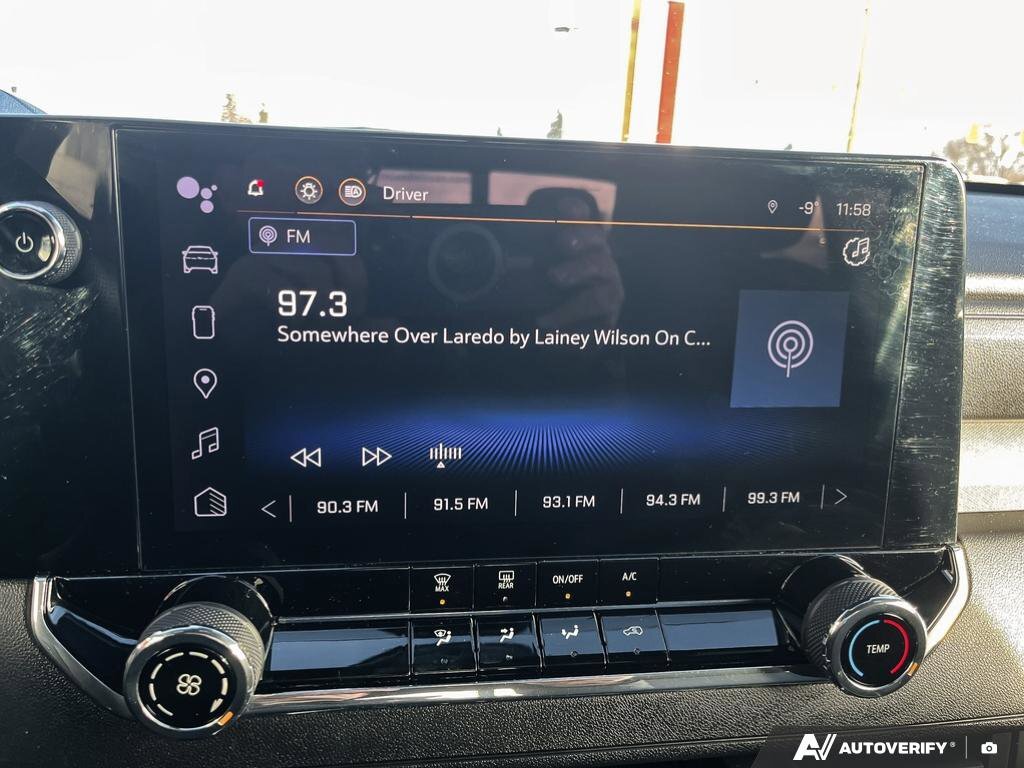 Driver
-9° 11:58
FM
97.3
Somewhere Over Laredo by Lainey Wilson On C...
90.3 FM 91.5 FM 93.1 FM 94.3 FM 99.3 FM
MAX REAR ON/OFF A/C
TEMP
AUTOVERIFY®